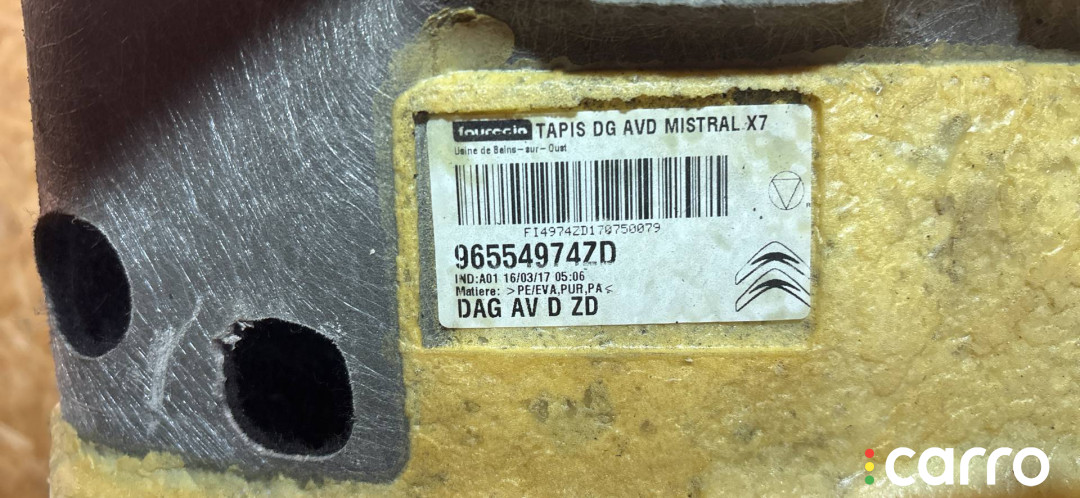 faurecia TAPIS DG AVD MISTRAL X7
Usine de Bains-sur-Oust
FI4974ZD170750079
96554974ZD
IND:A01 16/03/17 05:06
Matiere: >PE/EVA,PUR,PA<
DAG AV D ZD
carro